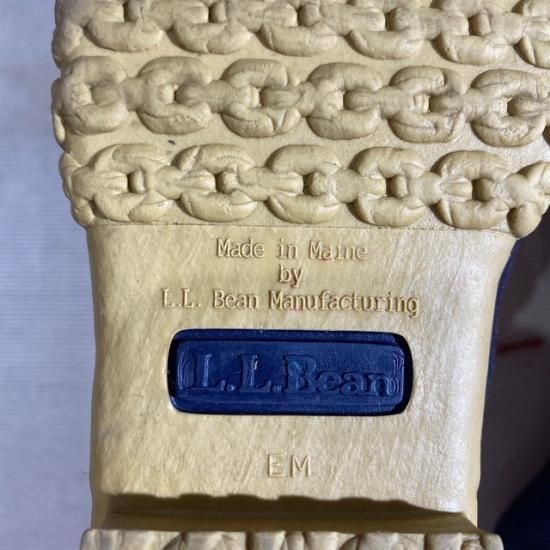 Made in Maine
by
L.L. Bean Manufacturing
L.L.Bean
EM